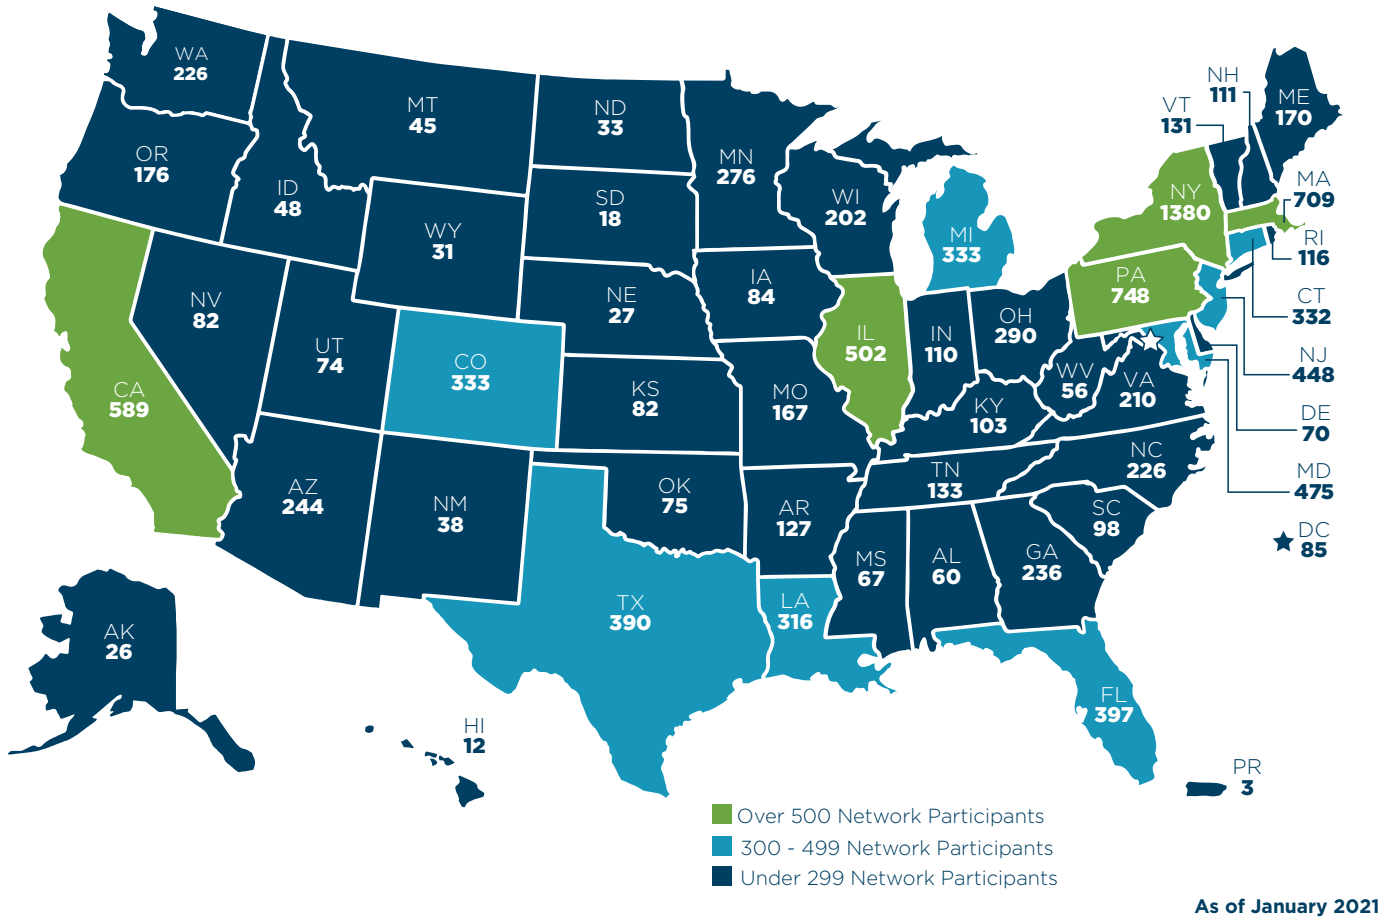 WA
226
OR
176
CA
589
NV
82
ID
48
MT
45
WY
31
UT
74
AZ
244
CO
333
NM
38
ND
33
SD
18
NE
27
KS
82
OK
75
TX
390
MN
276
IA
84
MO
167
AR
127
LA
316
WI
202
IL
502
MI
333
IN
110
OH
290
KY
103
TN
133
MS
67
AL
60
GA
236
FL
397
SC
98
NC
226
VA
210
WV
56
PA
748
NY
1380
VT
131
NH
111
ME
170
MA
709
RI
116
CT
332
NJ
448
DE
70
MD
475
DC
85
AK
26
HI
12
PR
3
Over 500 Network Participants
300 - 499 Network Participants
Under 299 Network Participants
As of January 2021